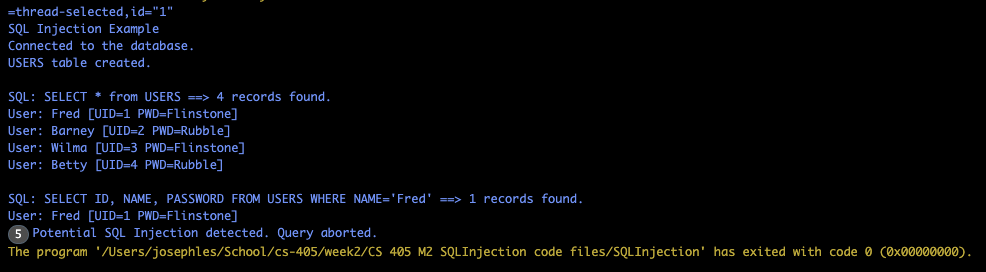 =thread-selected,id="1"
SQL Injection Example
Connected to the database.
USERS table created.
SQL: SELECT * from USERS ==> 4 records found.
User: Fred [UID=1 PWD=Flinstone]
User: Barney [UID=2 PWD=Rubble]
User: Wilma [UID=3 PWD=Flinstone]
User: Betty [UID=4 PWD=Rubble]
SQL: SELECT ID, NAME, PASSWORD FROM USERS WHERE NAME='Fred' ==> 1 records found.
User: Fred [UID=1 PWD=Flinstone]
5 Potential SQL Injection detected. Query aborted.
The program '/Users/josephles/School/cs-405/week2/CS 405 M2 SQLInjection code files/SQLInjection' has exited with code 0 (0x00000000).